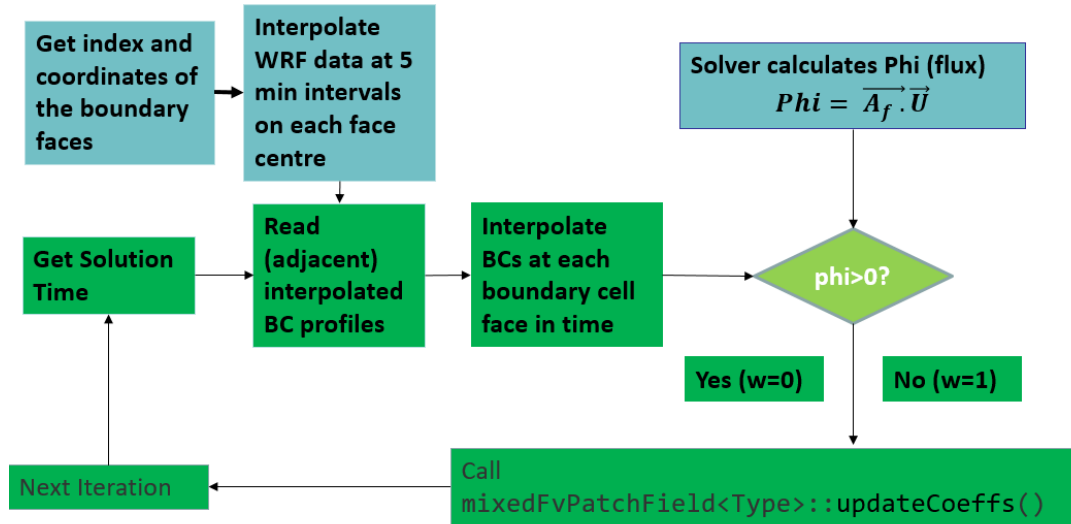 Get index and
coordinates of
the boundary
faces
Interpolate
WRF data at 5
min intervals
on each face
centre
Solver calculates Phi (flux)
Phi = A_f . U
Get Solution
Time
Read
(adjacent)
interpolated
BC profiles
Interpolate
BCs at each
boundary cell
face in time
phi>0?
Yes (w=0)
No (w=1)
Next Iteration
Call
mixedFvPatchField<Type>::updateCoeffs()